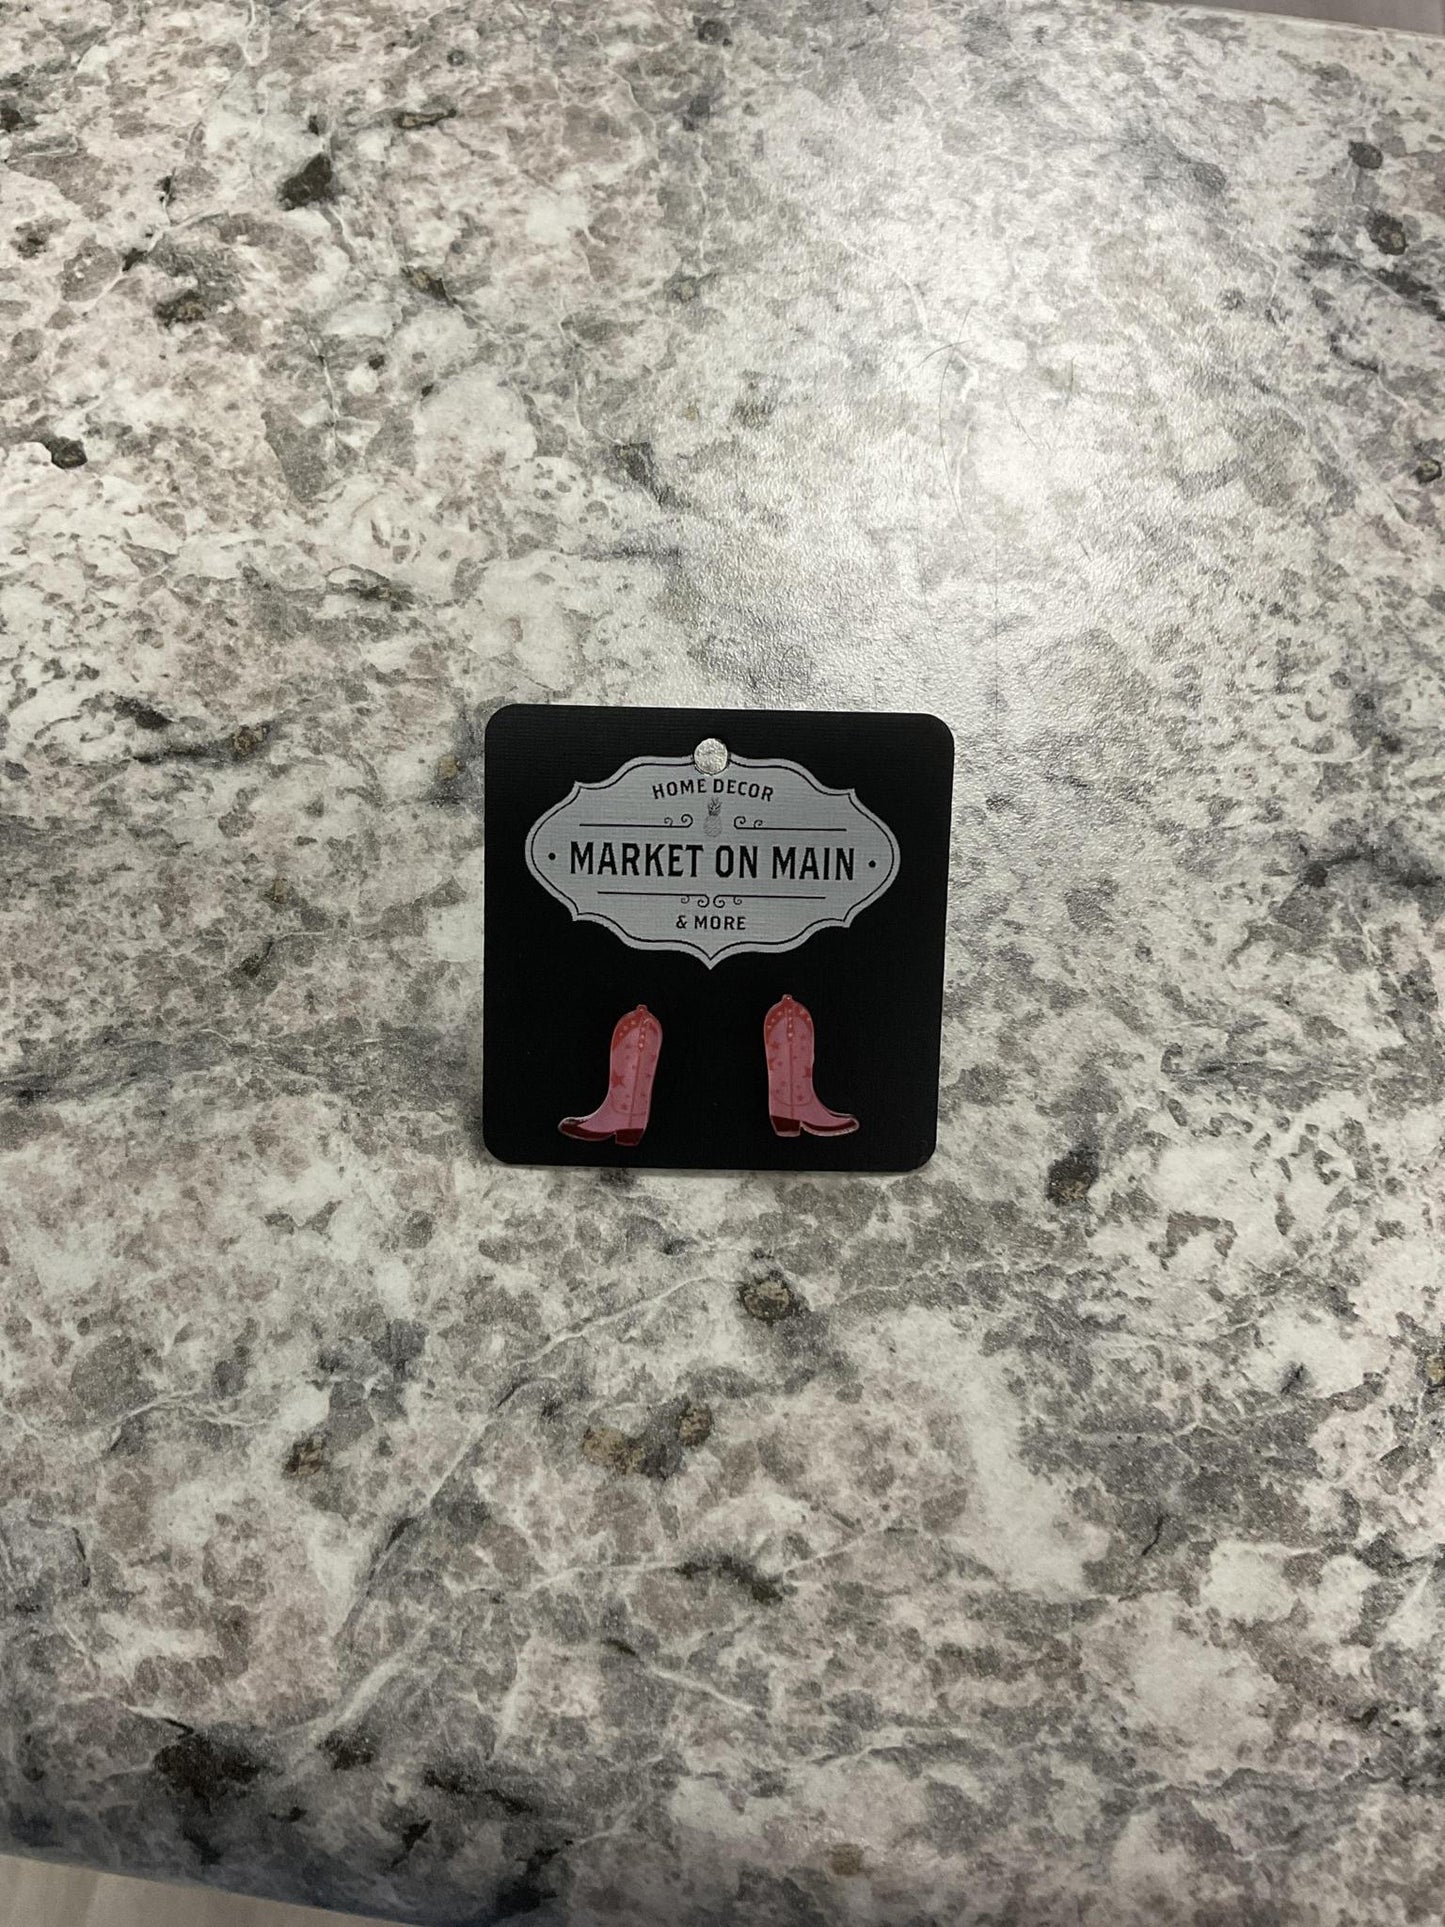 HOME DECOR
• MARKET ON MAIN •
& MORE